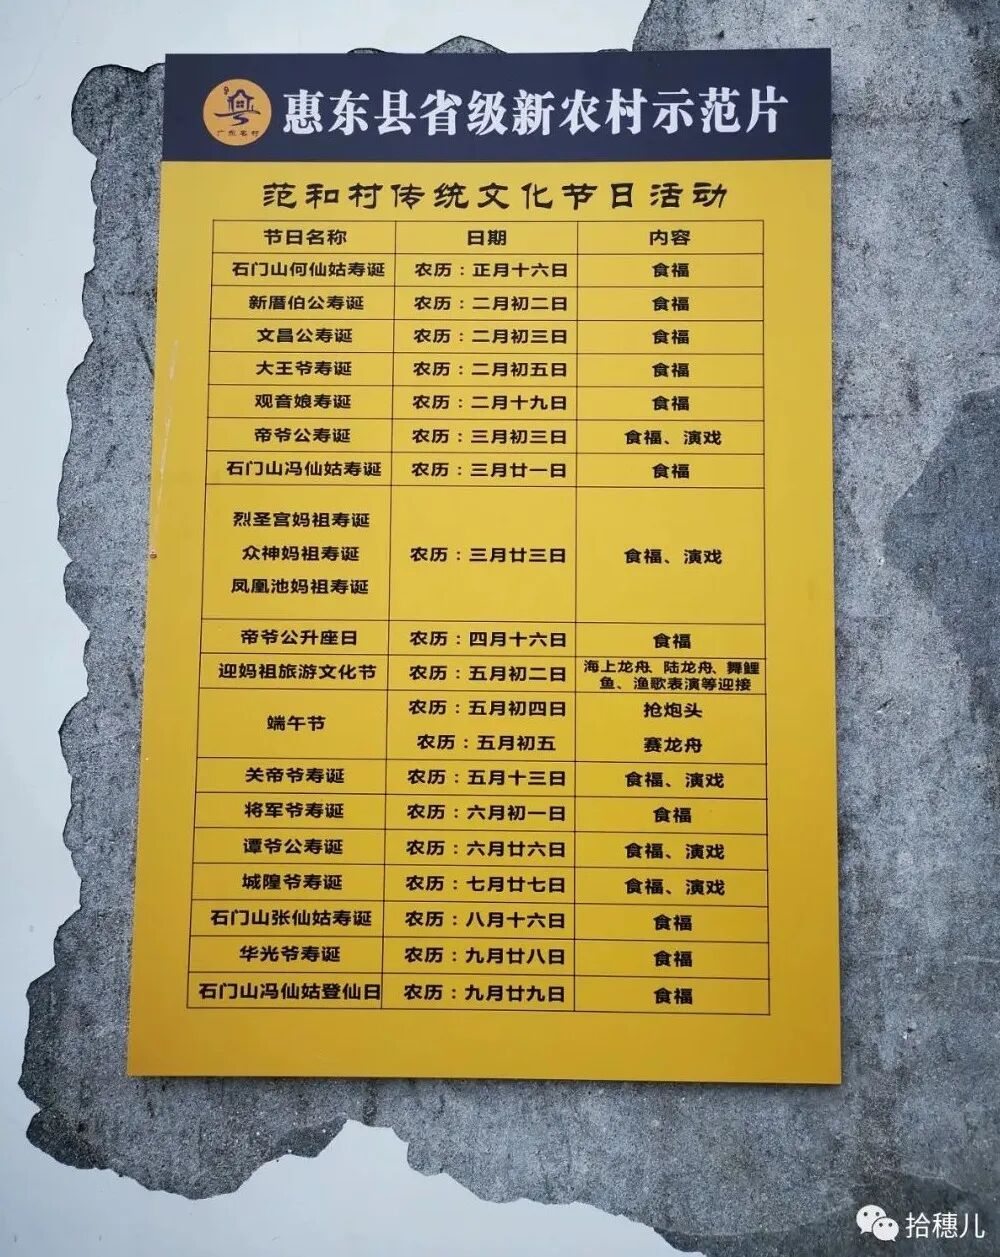 惠东县省级新农村示范片
广东名村
范和村传统文化节日活动
节日名称 日期 内容
石门山何仙姑寿诞 农历：正月十六日 食福
新厝伯公寿诞 农历：二月初二日 食福
文昌公寿诞 农历：二月初三日 食福
大王爷寿诞 农历：二月初五日 食福
观音娘寿诞 农历：二月十九日 食福
帝爷公寿诞 农历：三月初三日 食福、演戏
石门山冯仙姑寿诞 农历：三月廿一日 食福
烈圣宫妈祖寿诞
众神妈祖寿诞 农历：三月廿三日 食福、演戏
凤凰池妈祖寿诞
帝爷公升座日 农历：四月十六日 食福
迎妈祖旅游文化节 农历：五月初二日 海上龙舟、陆龙舟、舞鲤
鱼、渔歌表演等迎接
端午节 农历：五月初四日 抢炮头
农历：五月初五 赛龙舟
关帝爷寿诞 农历：五月十三日 食福、演戏
将军爷寿诞 农历：六月初一日 食福
谭爷公寿诞 农历：六月廿六日 食福、演戏
城隍爷寿诞 农历：七月廿七日 食福、演戏
石门山张仙姑寿诞 农历：八月十六日 食福
华光爷寿诞 农历：九月廿八日 食福
石门山冯仙姑登仙日 农历：九月廿九日 食福
拾穗儿